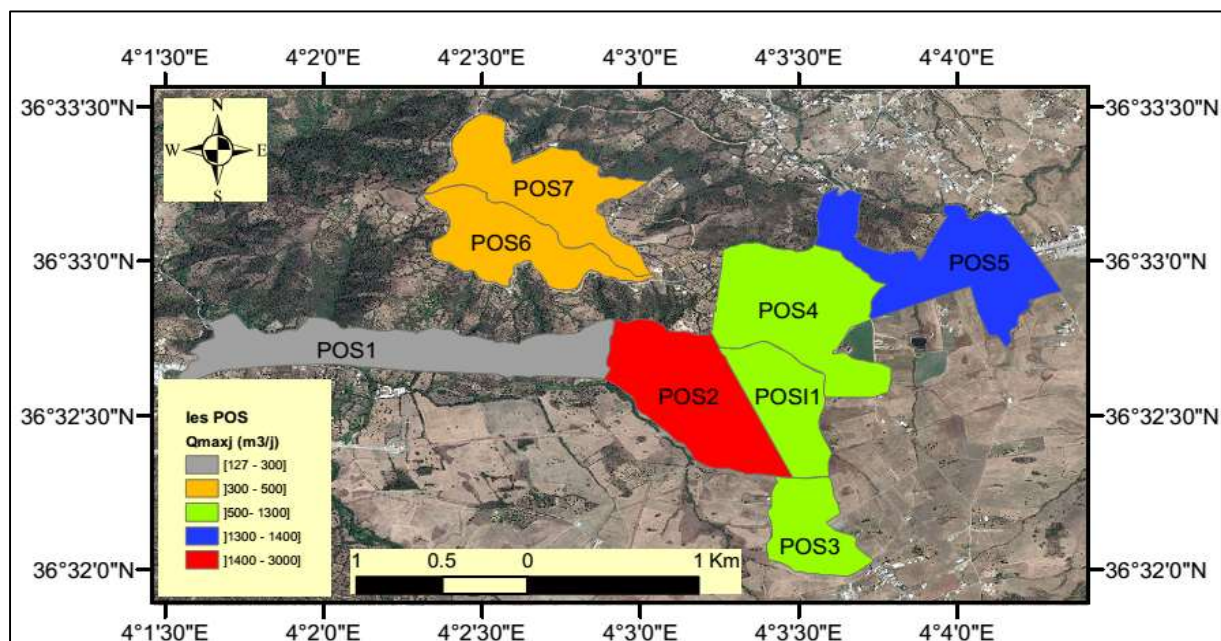 4°1'30"E 4°2'0"E 4°2'30"E 4°3'0"E 4°3'30"E 4°4'0"E
36°33'30"N 36°33'30"N
N
W E
S
POS7
POS6
36°33'0"N POS5 36°33'0"N
POS4
POS1
POS2 POSI1
36°32'30"N 36°32'30"N
les POS
Qmaxj (m3/j)
]127 - 300]
]300 - 500]
]500- 1300]
]1300 - 1400]
]1400 - 3000]
POS3
1 0.5 0 1 Km
36°32'0"N 36°32'0"N
4°1'30"E 4°2'0"E 4°2'30"E 4°3'0"E 4°3'30"E 4°4'0"E